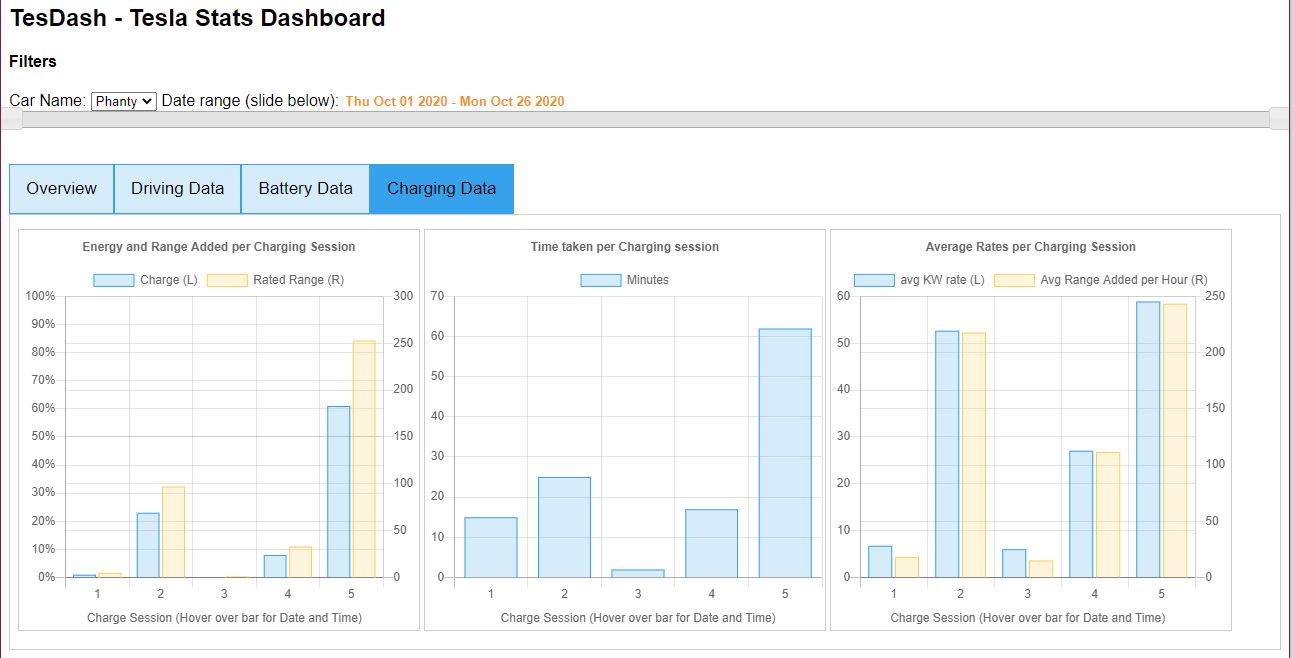 TesDash - Tesla Stats Dashboard
Filters
Car Name: Phanty Date range (slide below): Thu Oct 01 2020 - Mon Oct 26 2020
Overview Driving Data Battery Data Charging Data
Energy and Range Added per Charging Session
Charge (L) Rated Range (R)
100% 300
90%
250
80%
70% 200
60%
50% 150
40%
100
30%
20% 50
10%
0% 0
1 2 3 4 5
Charge Session (Hover over bar for Date and Time)
Time taken per Charging session
Minutes
70
60
50
40
30
20
10
0
1 2 3 4 5
Charge Session (Hover over bar for Date and Time)
Average Rates per Charging Session
avg KW rate (L) Avg Range Added per Hour (R)
60 250
50 200
40
150
30
100
20
10 50
0 0
1 2 3 4 5
Charge Session (Hover over bar for Date and Time)